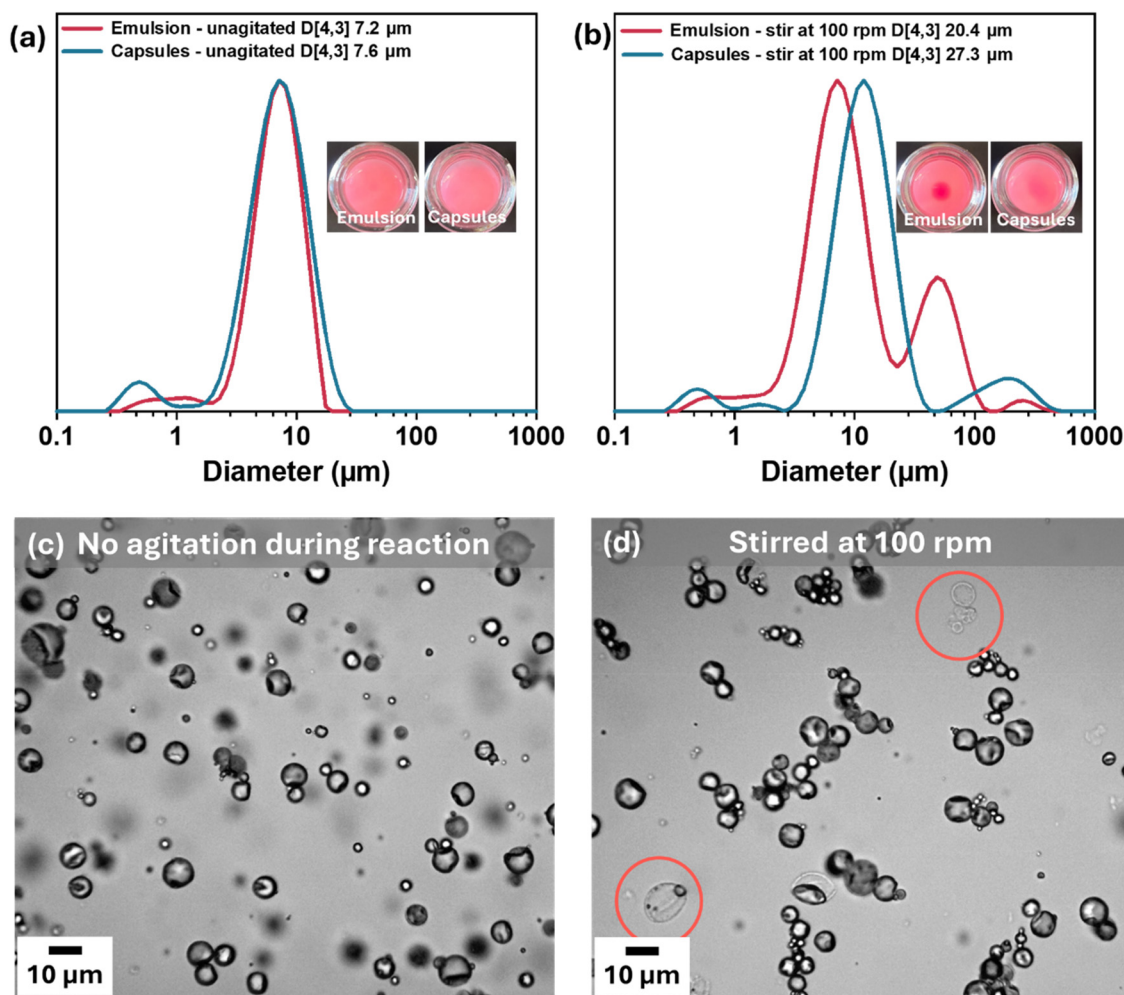 (a)
Emulsion - unagitated D[4,3] 7.2 μm
Capsules - unagitated D[4,3] 7.6 μm
Emulsion
Capsules
0.1 1 10 100 1000
Diameter (μm)
(b)
Emulsion - stir at 100 rpm D[4,3] 20.4 μm
Capsules - stir at 100 rpm D[4,3] 27.3 μm
Emulsion
Capsules
0.1 1 10 100 1000
Diameter (μm)
(c) No agitation during reaction
10 μm
(d) Stirred at 100 rpm
10 μm